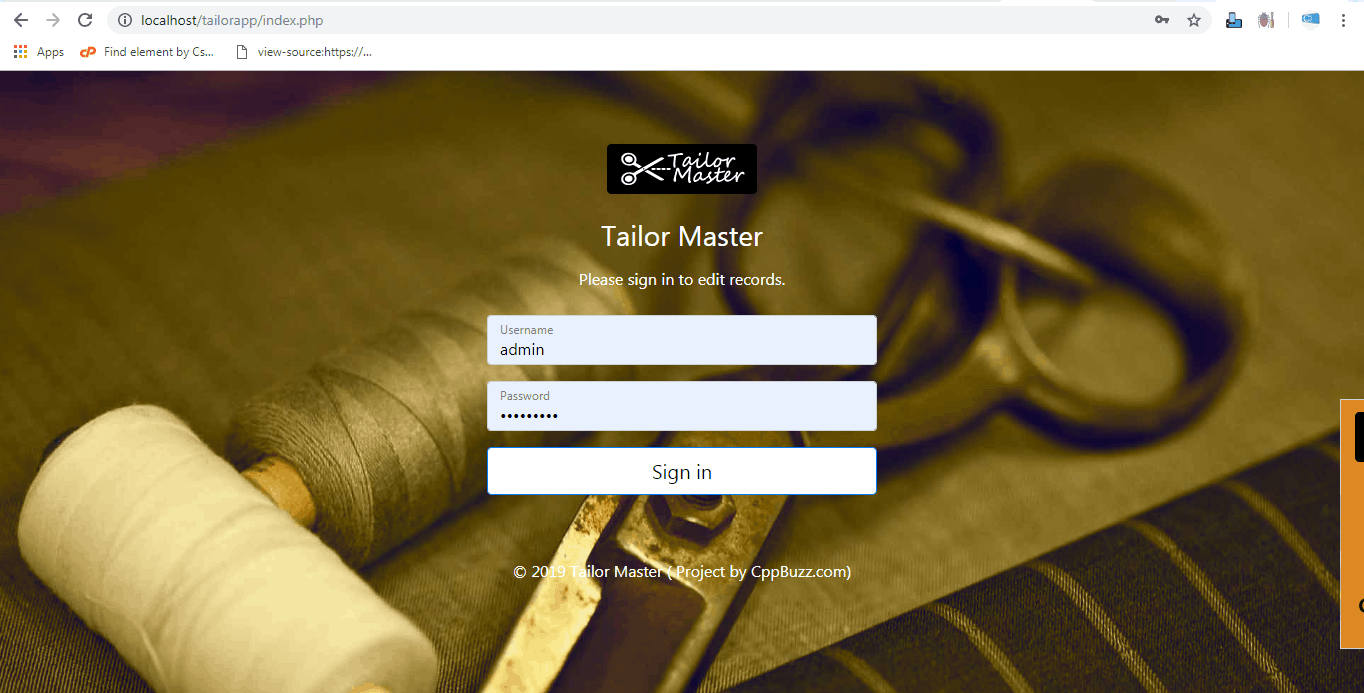 localhost/tailorapp/index.php
Apps
Find element by Cs...
view-source:https://...
Tailor
Master
Tailor Master
Please sign in to edit records.
Username
admin
Password
•••••••••
Sign in
© 2019 Tailor Master ( Project by CppBuzz.com)